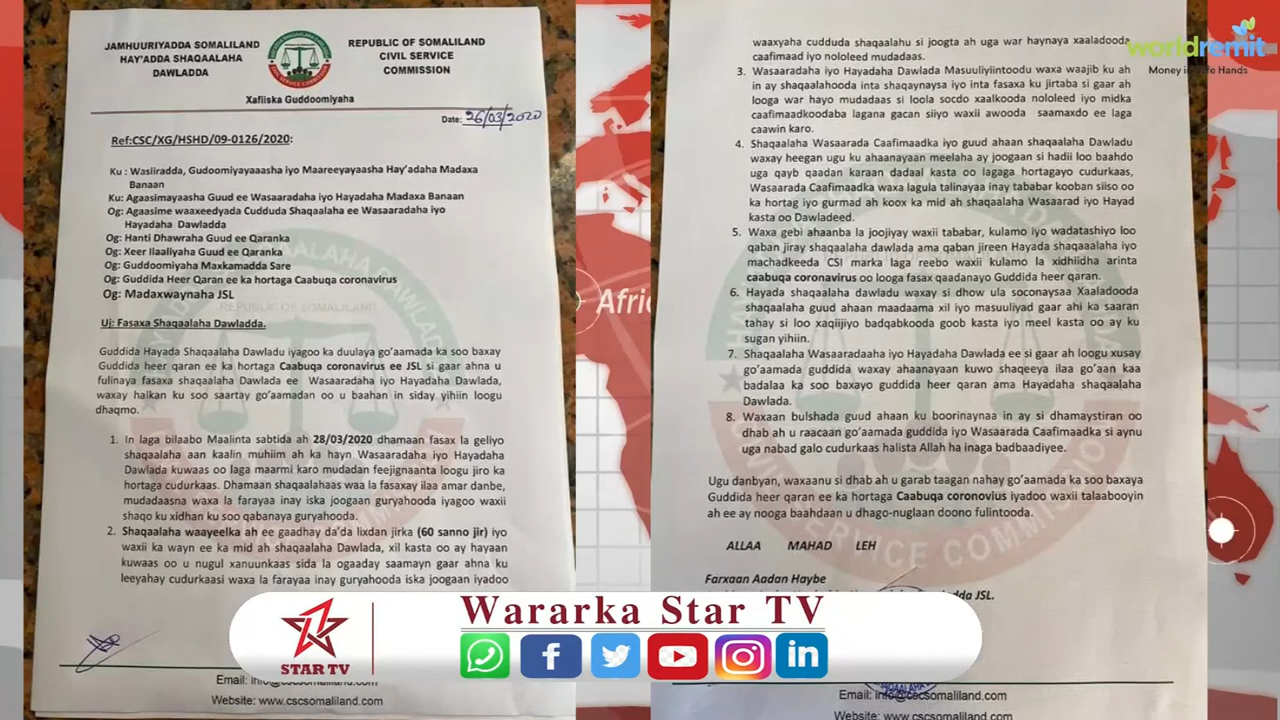 JAMHUURIYADDA SOMALILAND
HAY'ADDA SHAQAALAHA
DAWLADDA
REPUBLIC OF SOMALILAND
CIVIL SERVICE
COMMISSION
Xafiiska Guddoomiyaha
Date: 26/03/2020
Ref:CSC/XG/HSHD/09-0126/2020:
Ku : Wasiiradda, Gudoomiyayaaasha iyo Maareeyayaasha Hay'adaha Madaxa
Banaan
Ku: Agaasimayaasha Guud ee Wasaaradaha iyo Hayadaha Madaxa Banaan
Og: Agaasime waaxeedyada Cudduda Shaqaalaha ee Wasaaradaha iyo
Hayadaha Dawladda
Og: Hanti Dhawraha Guud ee Qaranka
Og: Xeer Ilaaliyaha Guud ee Qaranka
Og: Guddoomiyaha Maxkamadda Sare
Og: Guddida Heer Qaran ee ka hortaga Caabuqa coronavirus
Og: Madaxwaynaha JSL
REPUBLIC OF SOMALILAND
Uj: Fasaxa Shaqaalaha Dawladda.
Guddida Hayada Shaqaalaha Dawladu iyagoo ka duulaya go'aamada ka soo baxay
Guddida heer qaran ee ka hortaga Caabuqa coronavirus ee JSL si gaar ahna u
fulinaya fasaxa shaqaalaha Dawlada ee Wasaaradaha iyo Hayadaha Dawlada,
waxay halkan ku soo saartay go'aamadan oo u baahan in siday yihiin loogu
dhaqmo.
1. In laga bilaabo Maalinta sabtida ah 28/03/2020 dhamaan fasax la geliyo
shaqaalaha aan kaalin muhiim ah ka hayn Wasaaradaha iyo Hayadaha
Dawlada kuwaas oo laga maarmi karo mudadan feejignaanta loogu jiro ka
hortaga cudurkaas. Dhamaan shaqaalahaas waa la fasaxay ilaa amar danbe,
mudadaasna waxa la farayaa inay iska joogaan guryahooda iyagoo waxii
shaqo ku xidhan ku soo qabanaya guryahooda.
2. Shaqaalaha waayeelka ah ee gaadhay da'da lixdan jirka (60 sanno jir) iyo
waxii ka wayn ee ka mid ah shaqaalaha Dawlada, xil kasta oo ay hayaan
kuwaas oo u nugul xanuunkaas sida la ogaaday saamayn gaar ahna ku
leeyahay cudurkaasi waxa la farayaa inay guryahooda iska joogaan iyadoo
Website: www.cscsomaliland.com
waaxyaha cudduda shaqaalahu si joogta ah uga war haynaya xaaladooda
caafimaad iyo nololeed mudadaas.
3. Wasaaradaha iyo Hayadaha Dawlada Masuuliyiintoodu waxa waajib ku ah
in ay shaqaalahooda inta shaqaynaysa iyo inta fasaxa ku jirtaba si gaar ah
looga war hayo mudadaas si loola socdo xaalkooda nololeed iyo midka
caafimaadkoodaba lagana gacan siiyo waxii awooda saamaxdo ee laga
caawin karo.
4. Shaqaalaha Wasaarada Caafimaadka iyo guud ahaan shaqaalaha Dawladu
waxay heegan ugu ku ahaanayaan meelaha ay joogaan si hadii loo baahdo
uga qayb qaadan karaan dadaal kasta oo lagaga hortagayo cudurkaas,
Wasaarada Caafimaadka waxa lagula talinayaa inay tababar kooban siiso oo
ka hortag iyo gurmad ah koox ka mid ah shaqaalaha Wasaarad iyo Hayad
kasta oo Dawladeed.
5. Waxa gebi ahaanba la joojiyay waxii tababar, kulamo iyo wadatashiyo loo
qaban jiray shaqaalaha dawlada ama qaban jireen Hayada shaqaaalaha iyo
machadkeeda CSI marka laga reebo waxii kulamo la xidhiidha arinta
caabuqa coronavirus oo looga fasax qaadanayo Guddida heer qaran.
6. Hayada shaqaalaha dawladu waxay si dhow ula soconaysaa Xaaladooda
shaqaalaha guud ahaan maadaama xil iyo masuuliyad gaar ahi ka saaran
tahay si loo xaqiijiyo badqabkooda goob kasta iyo meel kasta oo ay ku
sugan yihiin.
7. Shaqaalaha Wasaaradaaha iyo Hayadaha Dawlada ee si gaar ah loogu xusay
go'aamada guddida waxay ahaanayaan kuwo shaqeeya ilaa go'aan kaa
badalaa ka soo baxayo guddida heer qaran ama Hayadaha shaqaalaha
Dawlada.
8. Waxaan bulshada guud ahaan ku boorinaynaa in ay si dhamaystiran oo
dhab ah u raacaan go'aamada guddida iyo Wasaarada Caafimaadka si aynu
uga nabad galo cudurkaas halista Allah ha inaga badbaadiyee.
Ugu danbyan, waxaanu si dhab ah u garab taagan nahay go'aamada ka soo baxaya
Guddida heer qaran ee ka hortaga Caabuqa coronovius iyadoo waxii talaabooyin
ah ee ay nooga baahdaan u dhago-nuglaan doono fulintooda.
ALLAA MAHAD LEH
Farxaan Aadan Haybe
JSL.
Email: info@cscsomaliland.com
Website: www.cscsomaliland.com
worldremit
Money in Safe Hands
Afric
STAR TV
Wararka Star TV
in